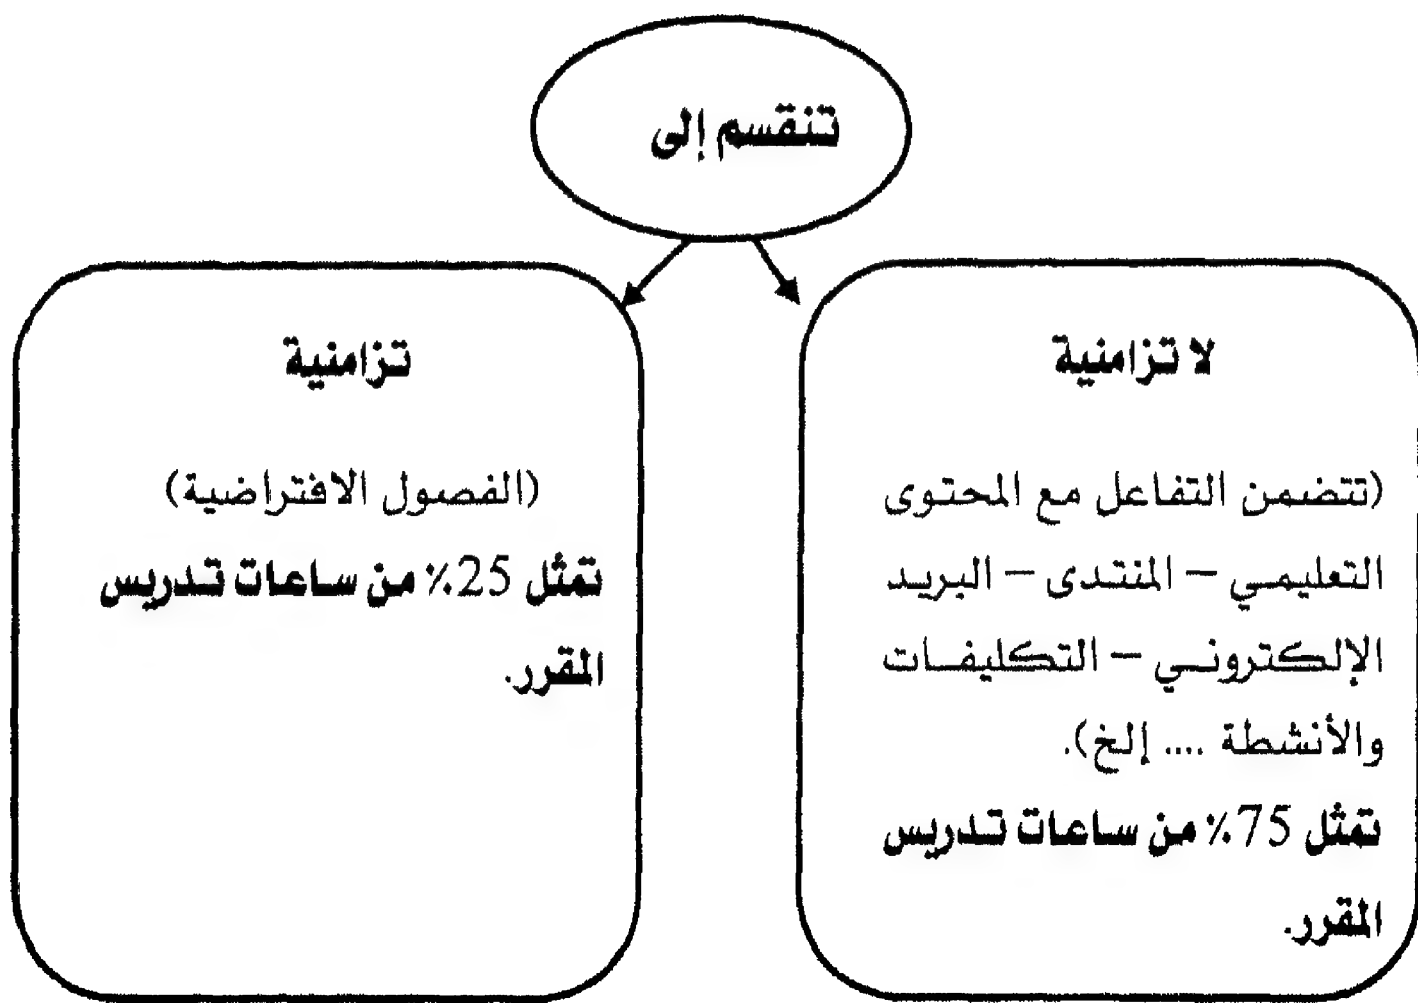 تنقسم إلى
لا تزامنية
(تتضمن التفاعل مع المحتوى
التعليمي – المنتدى – البريد
الإلكتروني – التكليفات
والأنشطة .... إلخ).
تمثل 75٪ من ساعات تدريس
المقرر.
تزامنية
(الفصول الافتراضية)
تمثل 25٪ من ساعات تدريس
المقرر.